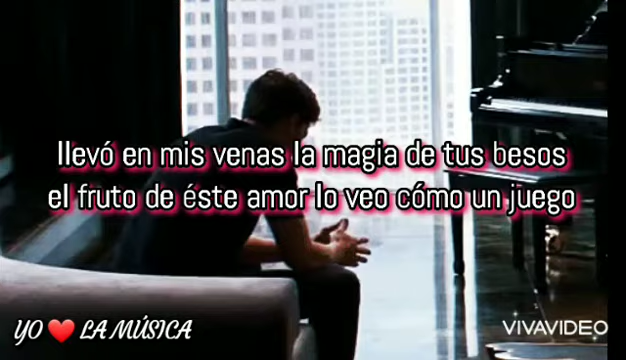 llevó en mis venas la magia de tus besos
el fruto de éste amor lo veo cómo un juego
YO ❤️ LA MÚSICA
VIVAVIDEO